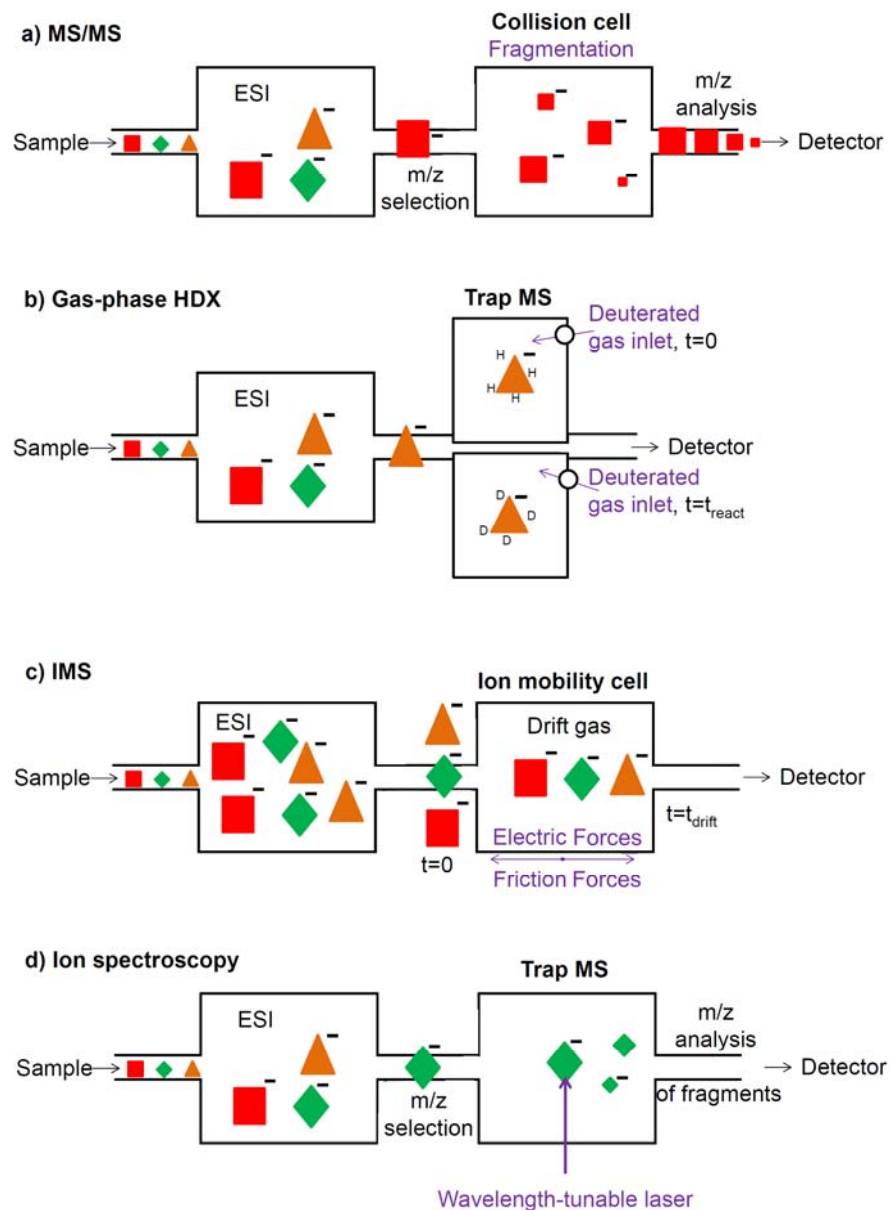 a) MS/MS
Collision cell
Fragmentation
ESI
m/z
analysis
Sample
Detector
m/z
selection
b) Gas-phase HDX
Trap MS
Deuterated
gas inlet, t=0
H
H
H
H
ESI
Sample
Detector
Deuterated
gas inlet, t=t_react
D
D
D
D
c) IMS
Ion mobility cell
ESI
Drift gas
Sample
Detector
t=t_drift
t=0
Electric Forces
Friction Forces
d) Ion spectroscopy
Trap MS
ESI
m/z
analysis
Sample
Detector
of fragments
m/z
selection
Wavelength-tunable laser